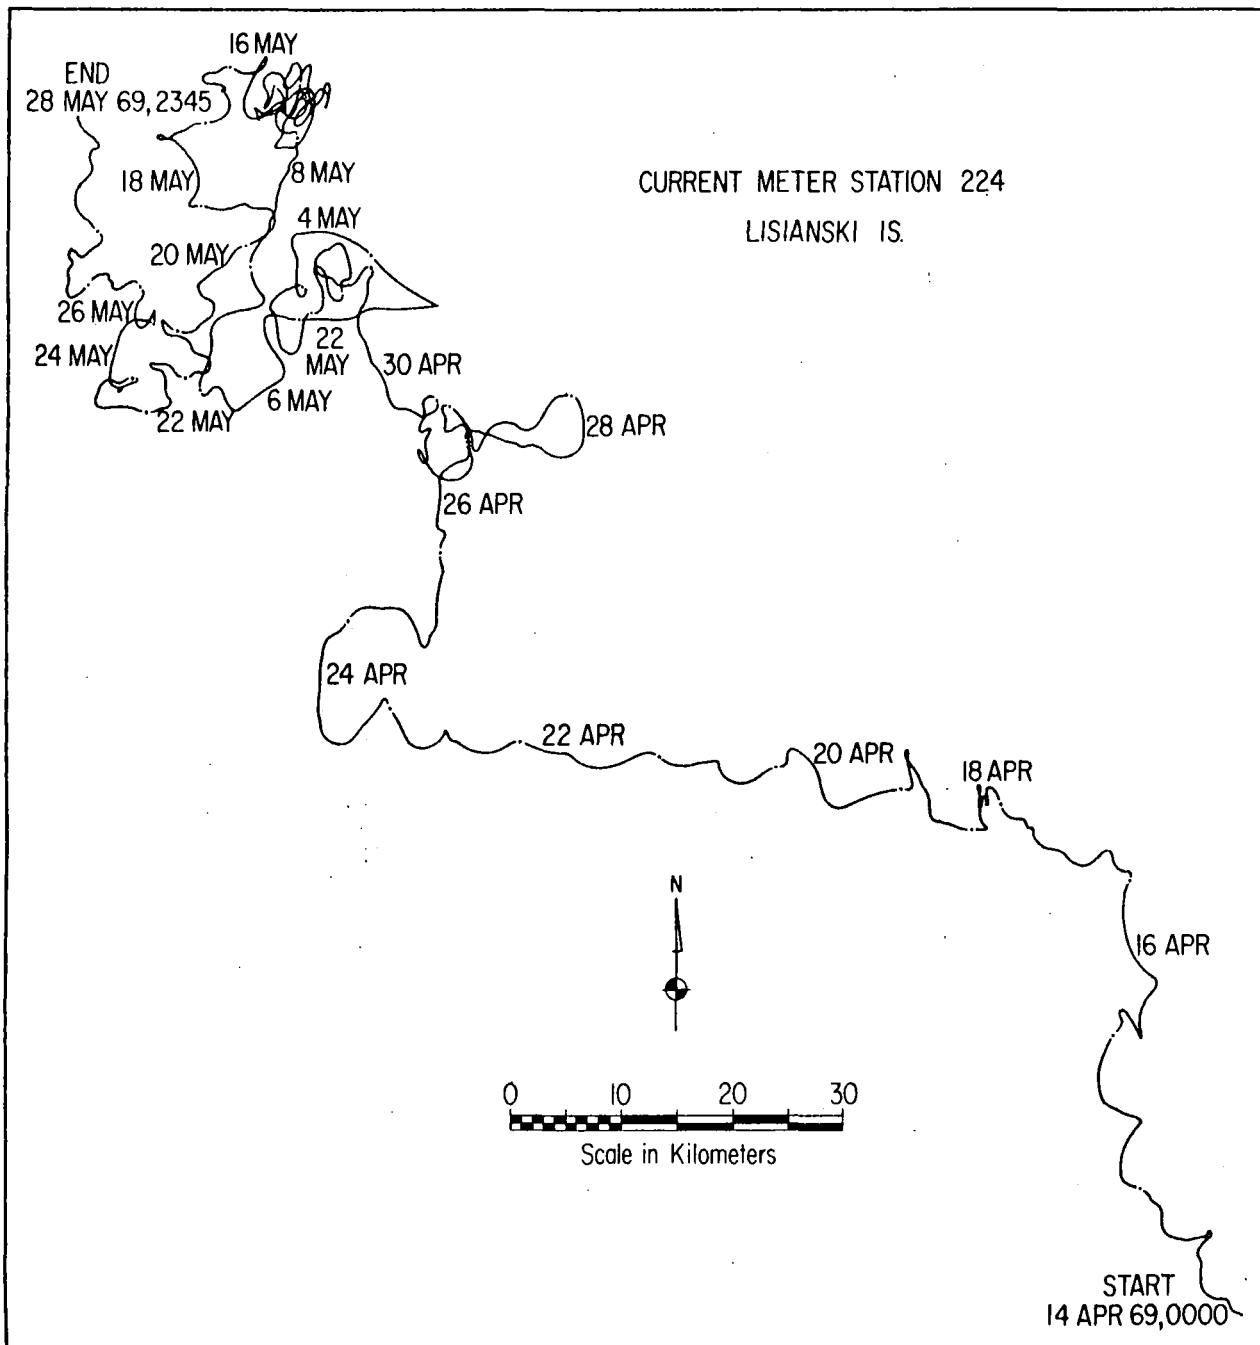 16 MAY
END
28 MAY 69, 2345
18 MAY
8 MAY
CURRENT METER STATION 224
LISIANSKI IS.
4 MAY
20 MAY
26 MAY
24 MAY
22
MAY
30 APR
6 MAY
22 MAY
28 APR
26 APR
24 APR
22 APR
20 APR
18 APR
N
16 APR
0 10 20 30
Scale in Kilometers
START
14 APR 69,0000